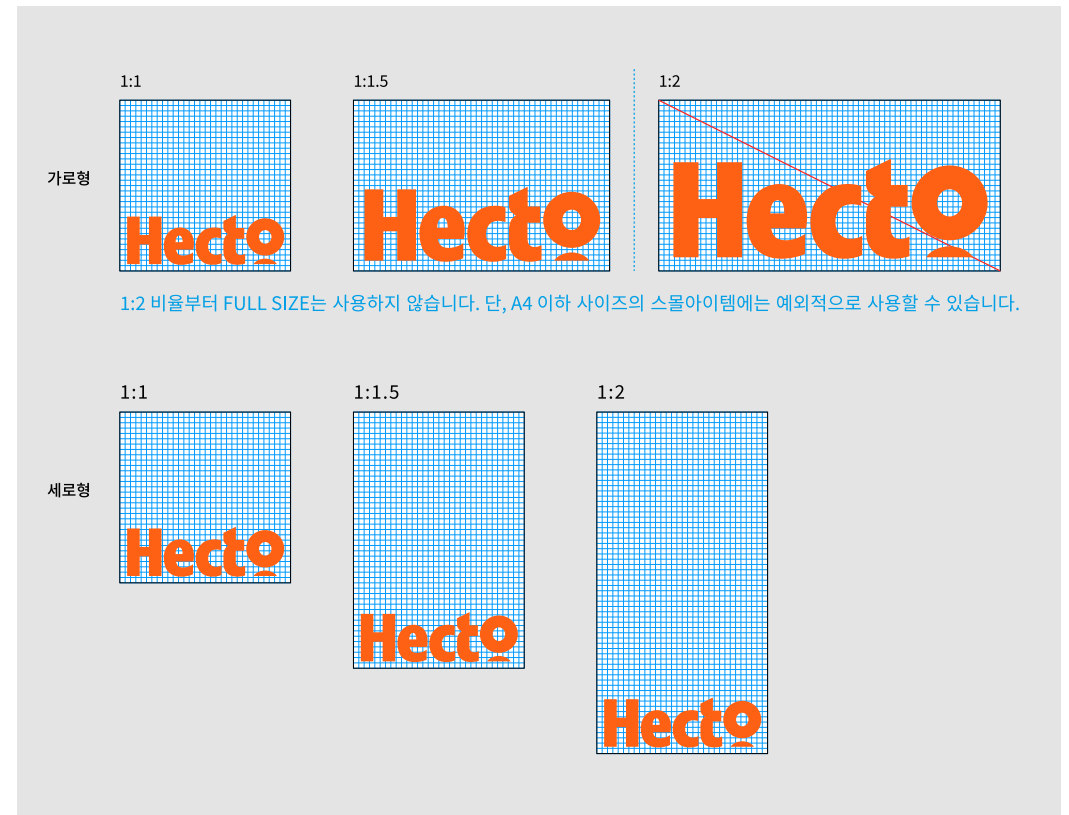 1:1
1:1.5
1:2
가로형
Hecto
Hecto
Hecto
1:2 비율부터 FULL SIZE는 사용하지 않습니다. 단, A4 이하 사이즈의 스몰아이템에는 예외적으로 사용할 수 있습니다.
1:1
1:1.5
1:2
세로형
Hecto
Hecto
Hecto